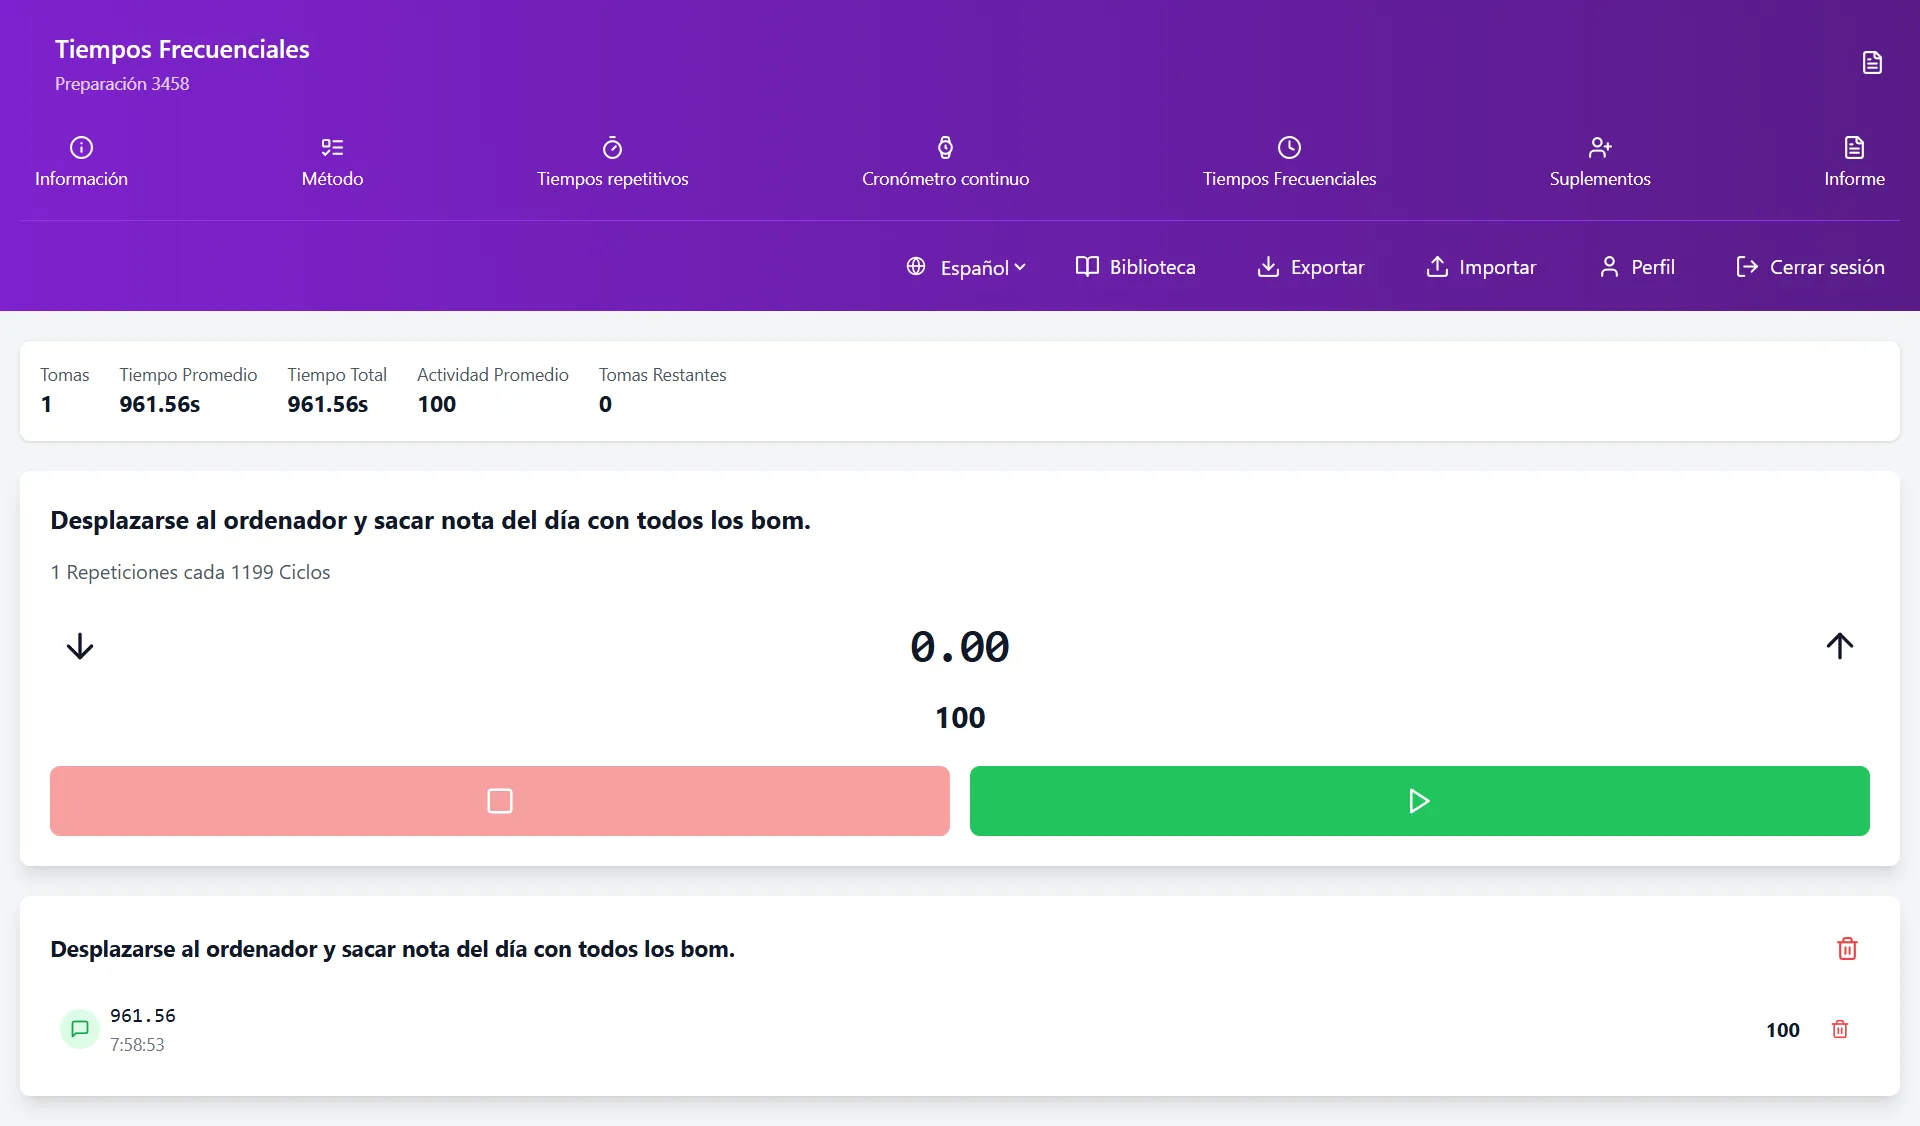 Tiempos Frecuenciales
Preparación 3458
Información
Método
Tiempos repetitivos
Cronómetro continuo
Tiempos Frecuenciales
Suplementos
Informe
Español
Biblioteca
Exportar
Importar
Perfil
Cerrar sesión
Tomas
1
Tiempo Promedio
961.56s
Tiempo Total
961.56s
Actividad Promedio
100
Tomas Restantes
0
Desplazarse al ordenador y sacar nota del día con todos los bom.
1 Repeticiones cada 1199 Ciclos
0.00
100
Desplazarse al ordenador y sacar nota del día con todos los bom.
961.56
7:58:53
100